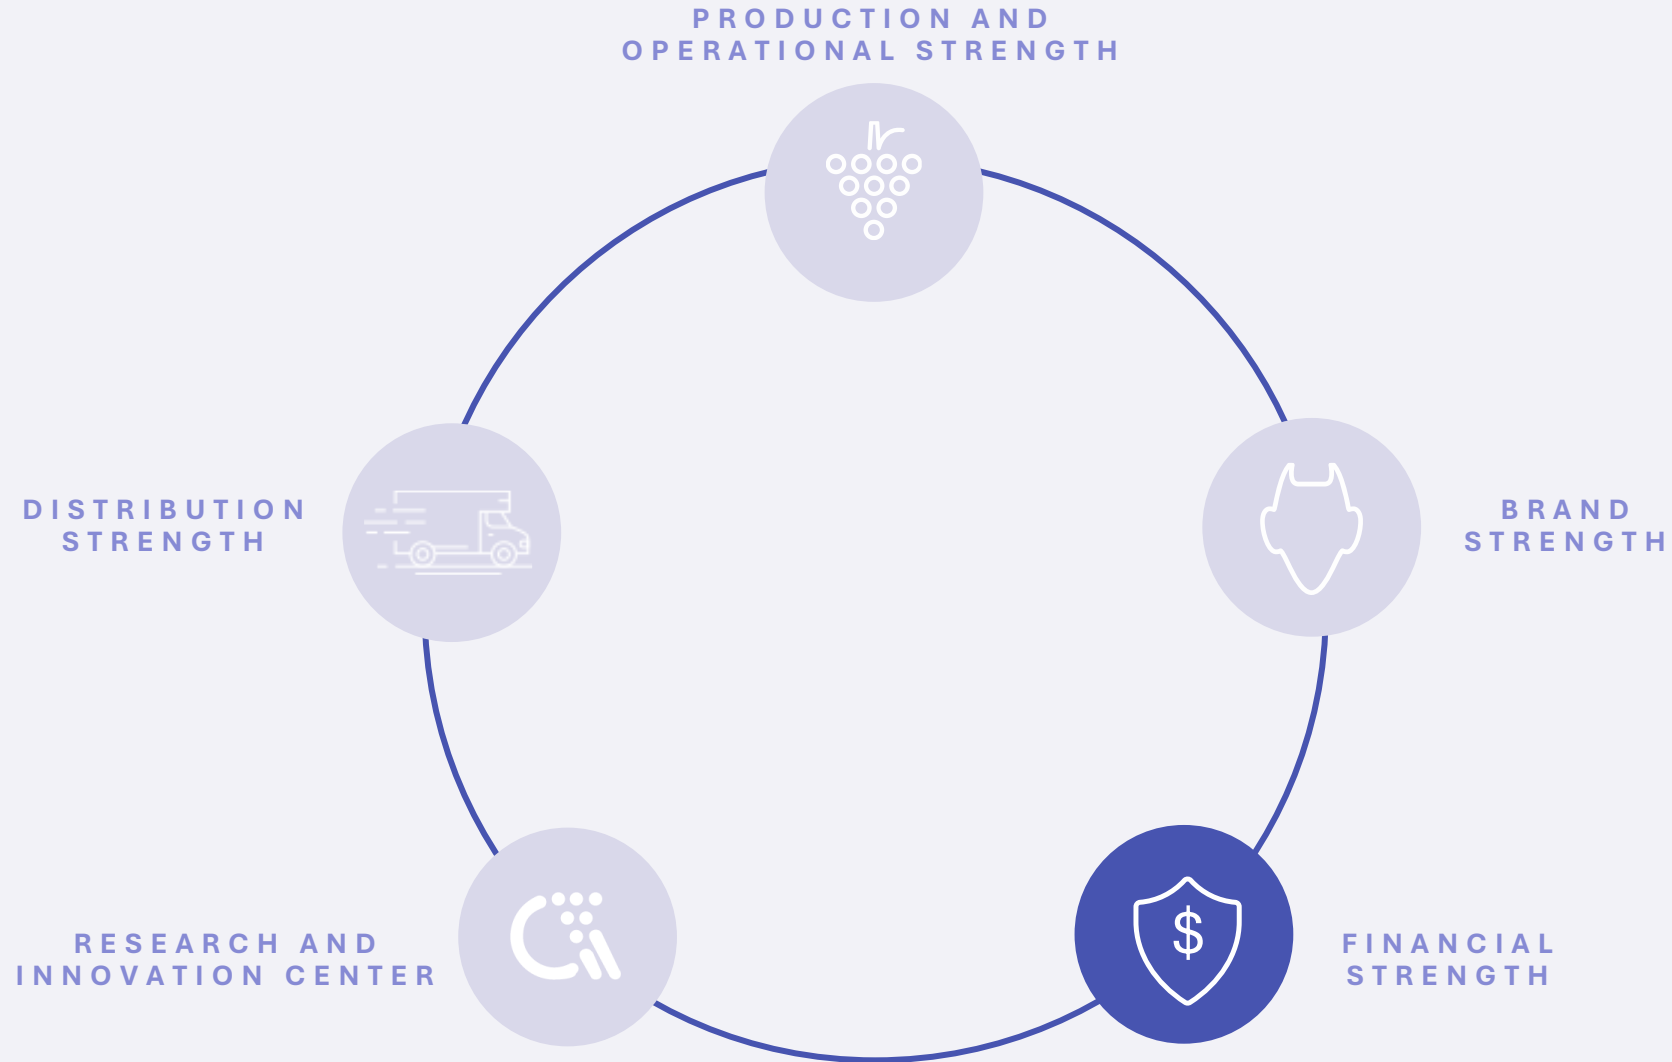 PRODUCTION AND
OPERATIONAL STRENGTH
DISTRIBUTION
STRENGTH
BRAND
STRENGTH
RESEARCH AND
INNOVATION CENTER
$
FINANCIAL
STRENGTH